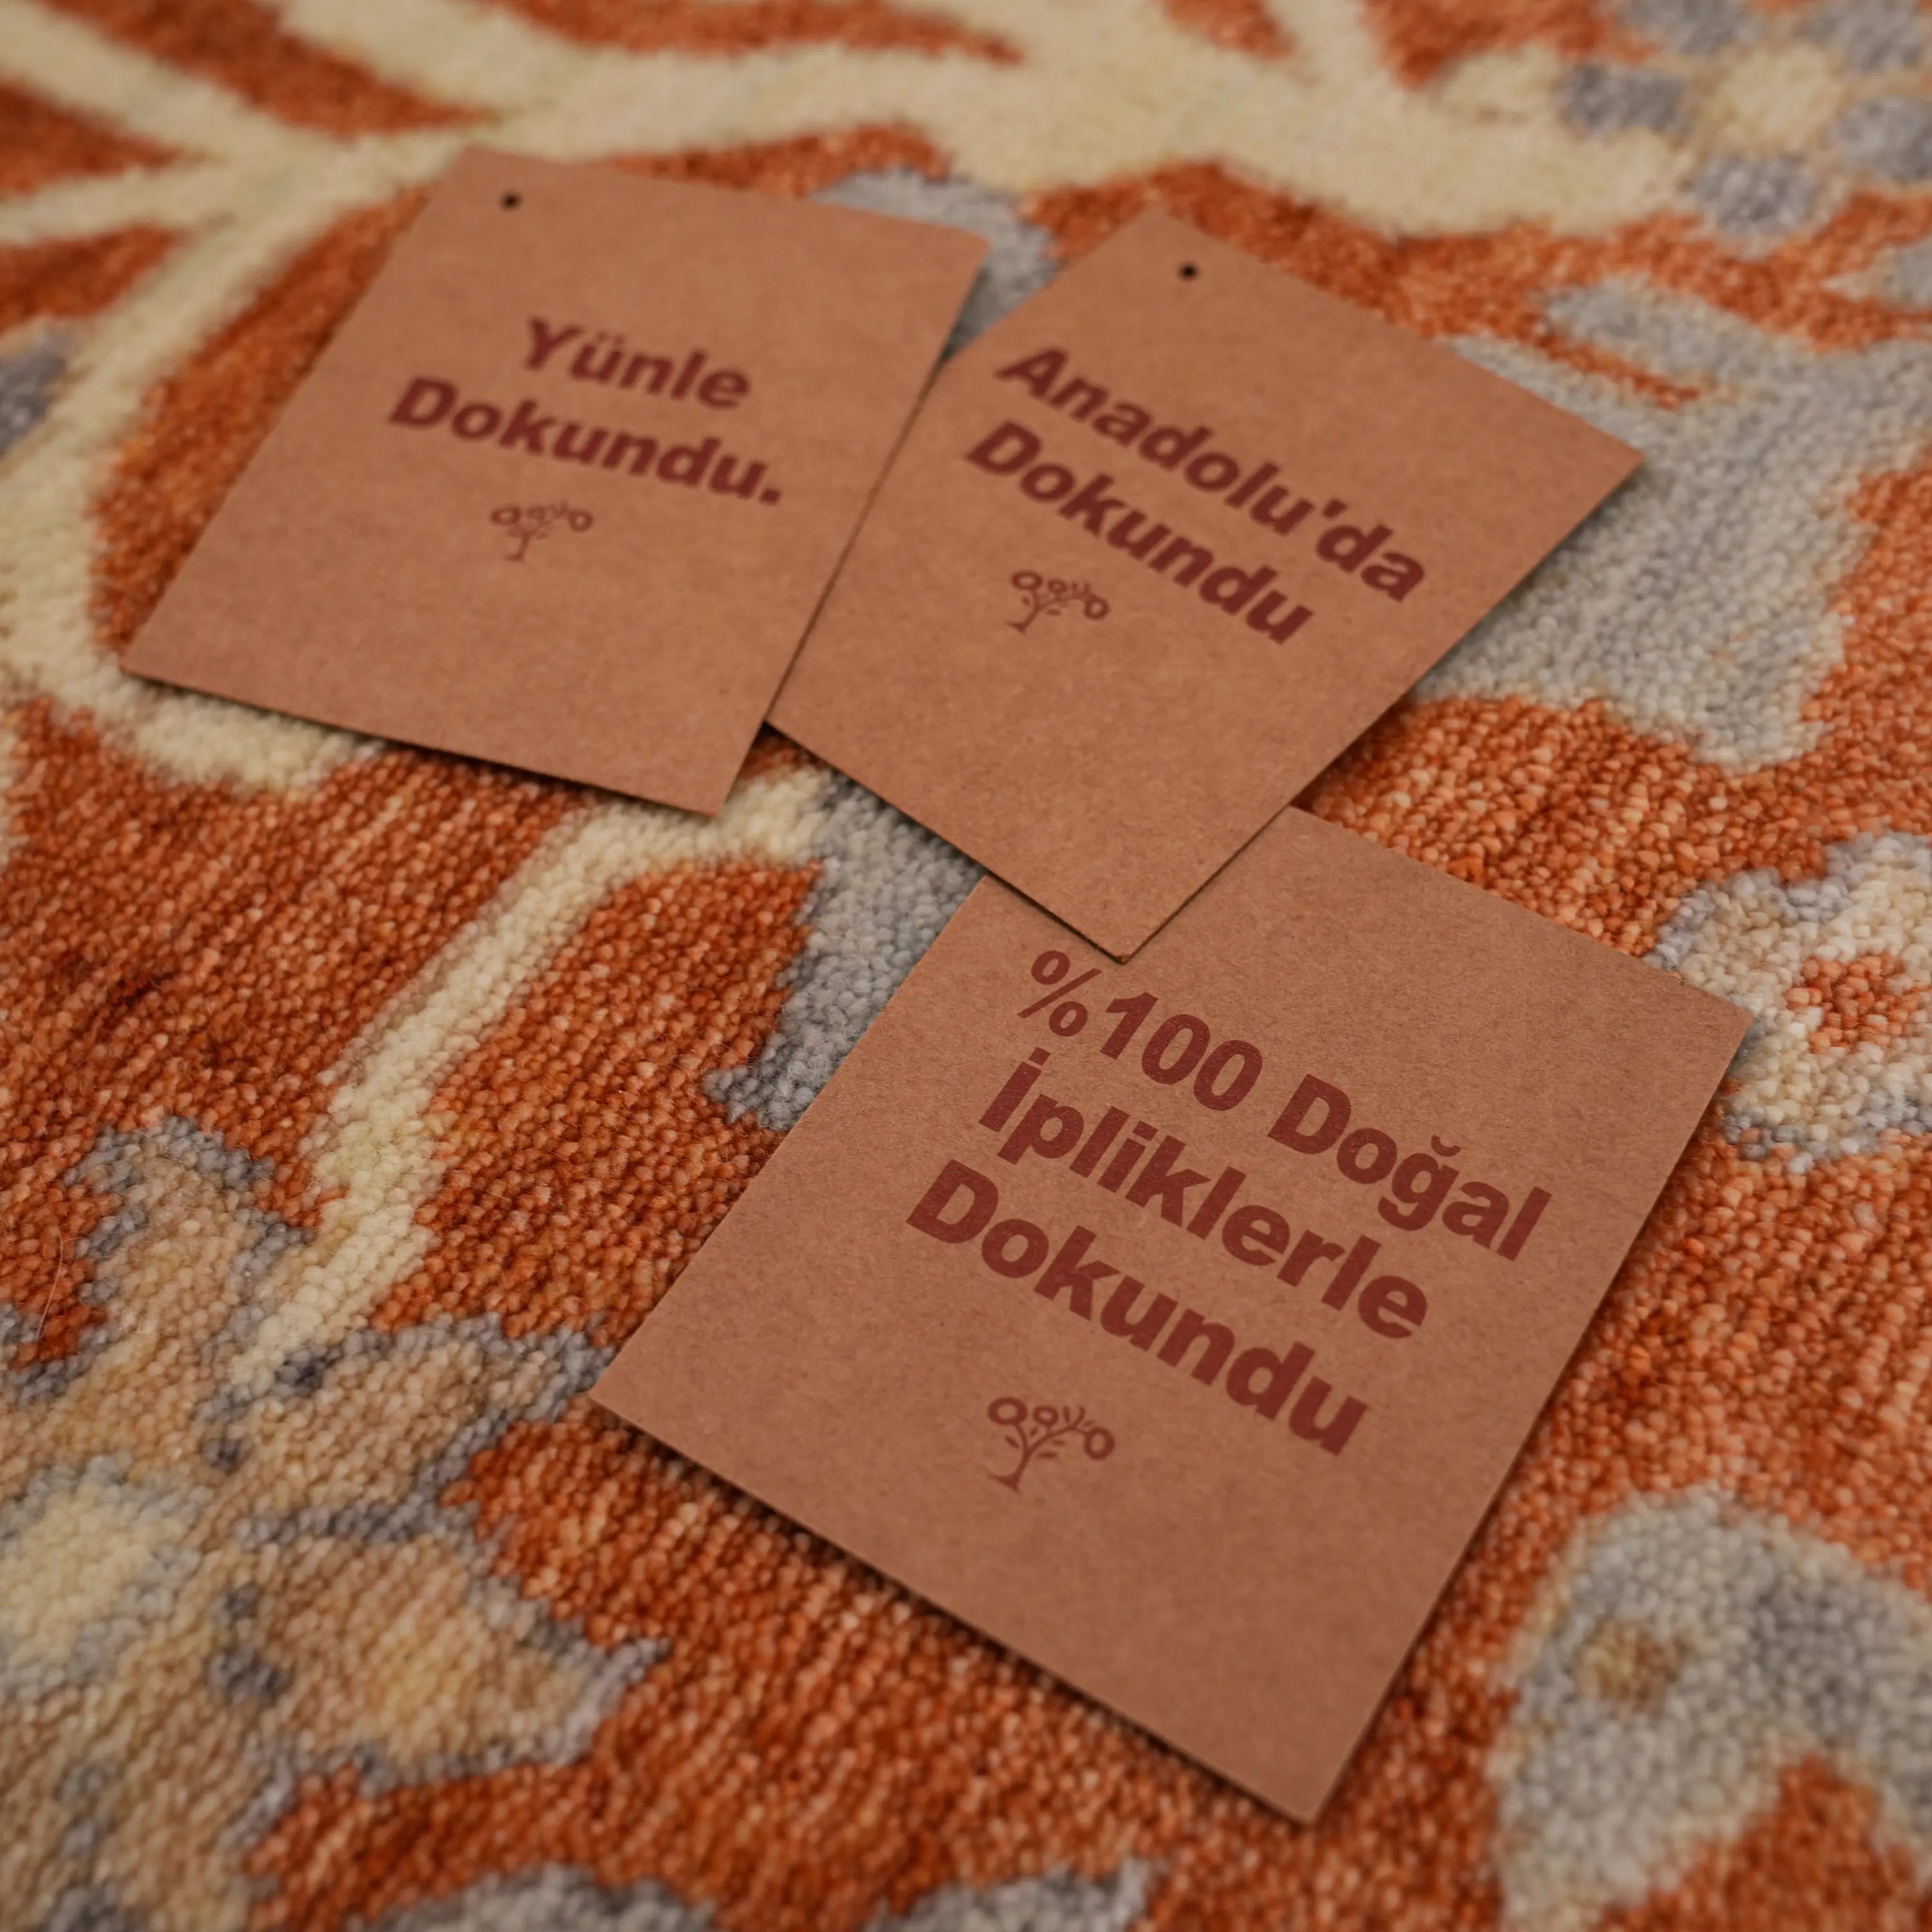 Yünle
Dokundu.
Anadolu'da
Dokundu
%100 Doğal
İpliklerle
Dokundu